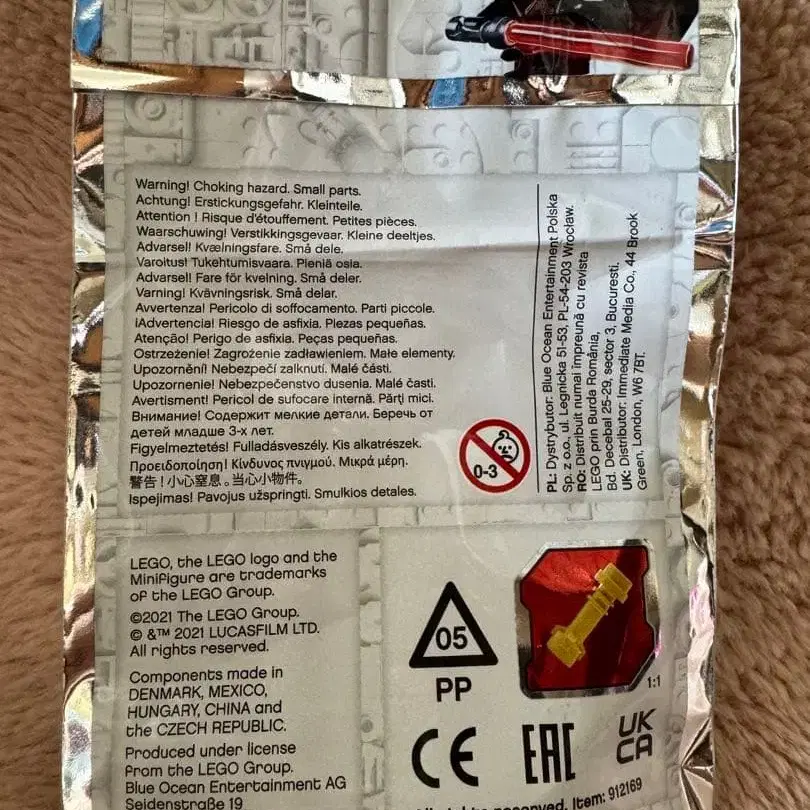 Warning! Choking hazard. Small parts.
Achtung! Erstickungsgefahr. Kleinteile.
Attention ! Risque d'étouffement. Petites pièces.
Waarschuwing! Verstikkingsgevaar. Kleine deeltjes.
Advarsel! Kvælningsfare. Små dele.
Varoitus! Tukehtumisvaara. Pieniä osia.
Advarsel! Fare for kvelning. Små deler.
Varning! Kvävningsrisk. Små delar.
Avvertenza! Pericolo di soffocamento. Parti piccole.
¡Advertencia! Riesgo de asfixia. Piezas pequeñas.
Atenção! Perigo de asfixia. Peças pequenas.
Ostrzeżenie! Zagrożenie zadławieniem. Małe elementy.
Upozornění! Nebezpečí zalknutí. Malé části.
Upozornenie! Nebezpečenstvo dusenia. Malé časti.
Avertisment! Pericol de sufocare internă. Părţi mici.
Внимание! Содержит мелкие детали. Беречь от
детей младше 3-х лет.
Figyelmeztetés! Fulladásveszély. Kis alkatrészek.
Προειδοποίηση! Κίνδυνος πνιγμού. Μικρά μέρη.
警告！小心窒息。当心小物件。
Įspėjimas! Pavojus užspringti. Smulkios detalės.
0-3
PL: Dystrybutor: Blue Ocean Entertainment Polska
Sp. z o.o., ul. Legnicka 51-53, PL-54-203 Wrocław.
RO: Distribuit numai împreună cu revista
LEGO prin Burda România,
Bd. Decebal 25-29, sector 3, Bucuresti.
UK: Distributor: Immediate Media Co., 44 Brook
Green, London, W6 7BT.
LEGO, the LEGO logo and the
Minifigure are trademarks
of the LEGO Group.
©2021 The LEGO Group.
© &™ 2021 LUCASFILM LTD.
All rights reserved.
Components made in
DENMARK, MEXICO,
HUNGARY, CHINA and
the CZECH REPUBLIC.
Produced under license
from the LEGO Group.
Blue Ocean Entertainment AG
Seidenstraße 19
05
PP
1:1
CE
EAC
UK
CA
All rights reserved. Item: 912169